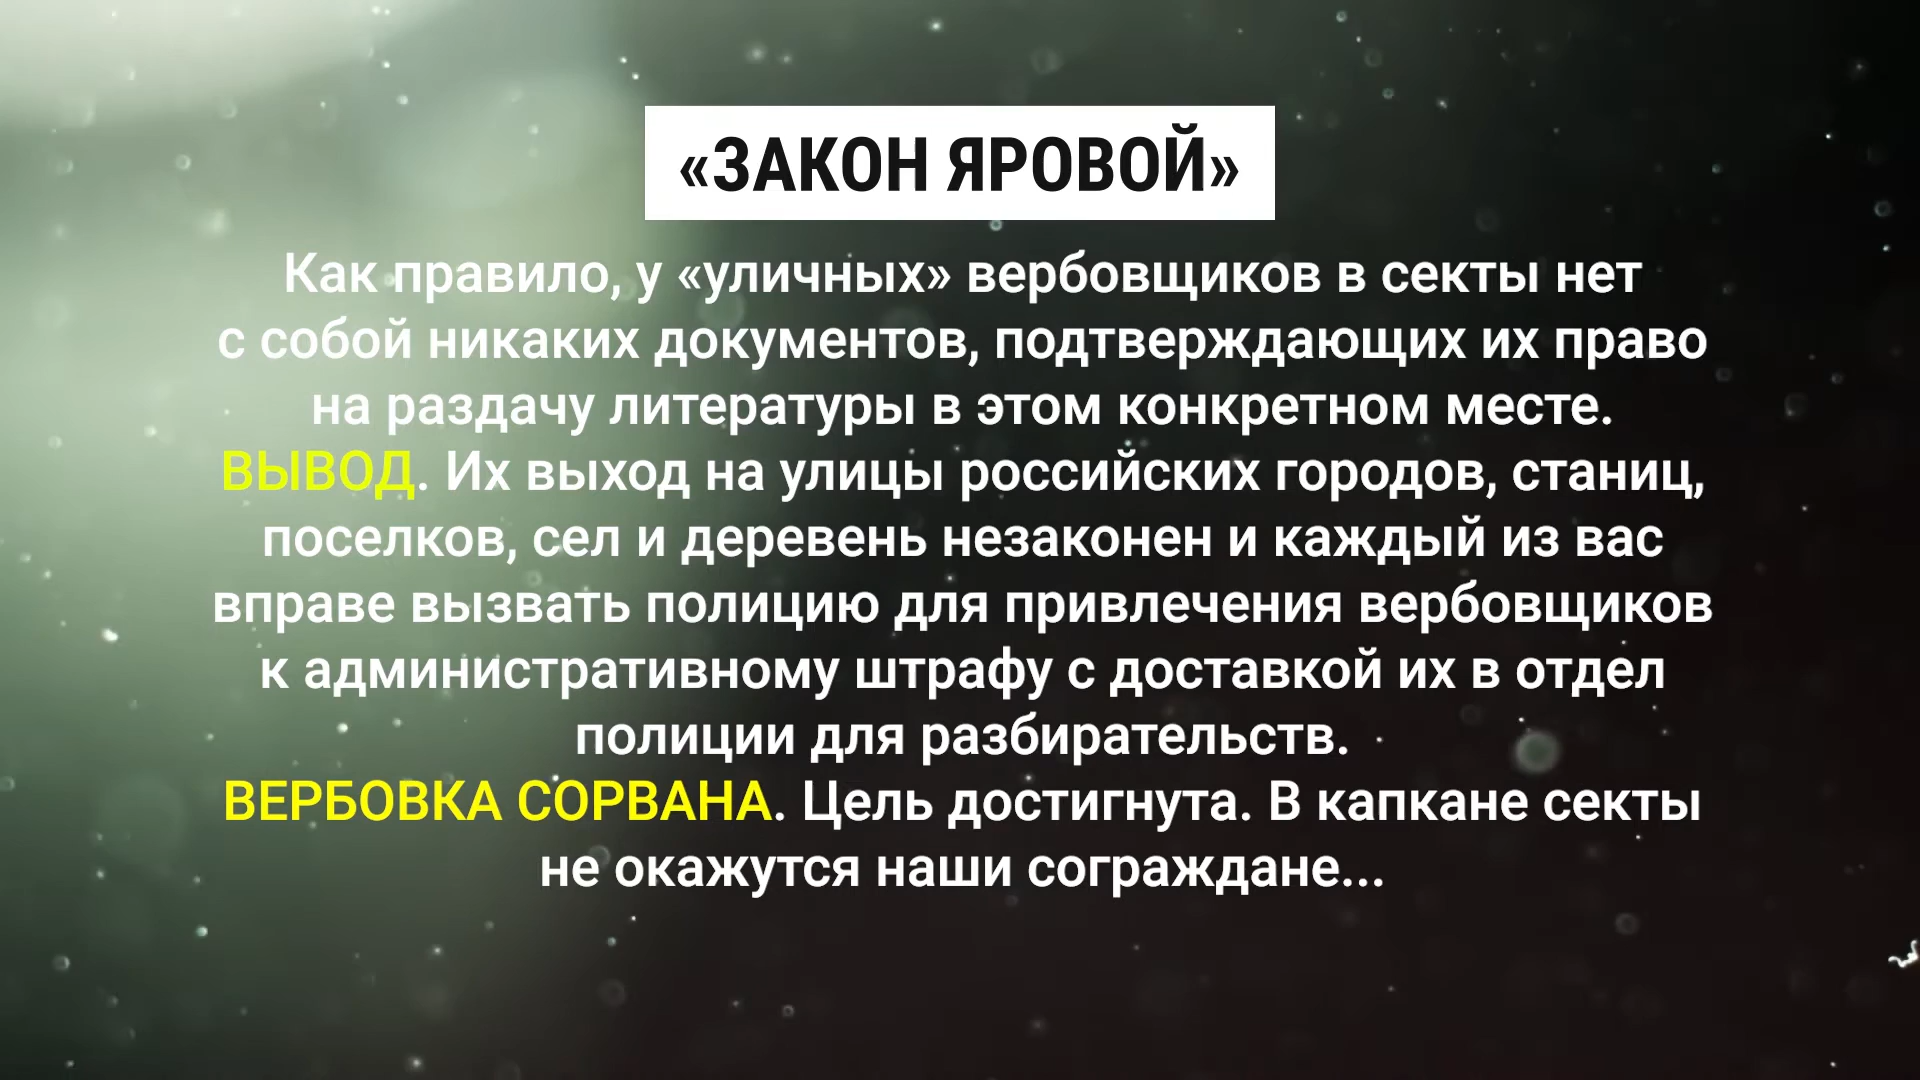 «ЗАКОН ЯРОВОЙ»
Как правило, у «уличных» вербовщиков в секты нет
с собой никаких документов, подтверждающих их право
на раздачу литературы в этом конкретном месте.
ВЫВОД. Их выход на улицы российских городов, станиц,
поселков, сел и деревень незаконен и каждый из вас
вправе вызвать полицию для привлечения вербовщиков
к административному штрафу с доставкой их в отдел
полиции для разбирательств.
ВЕРБОВКА СОРВАНА. Цель достигнута. В капкане секты
не окажутся наши сограждане...